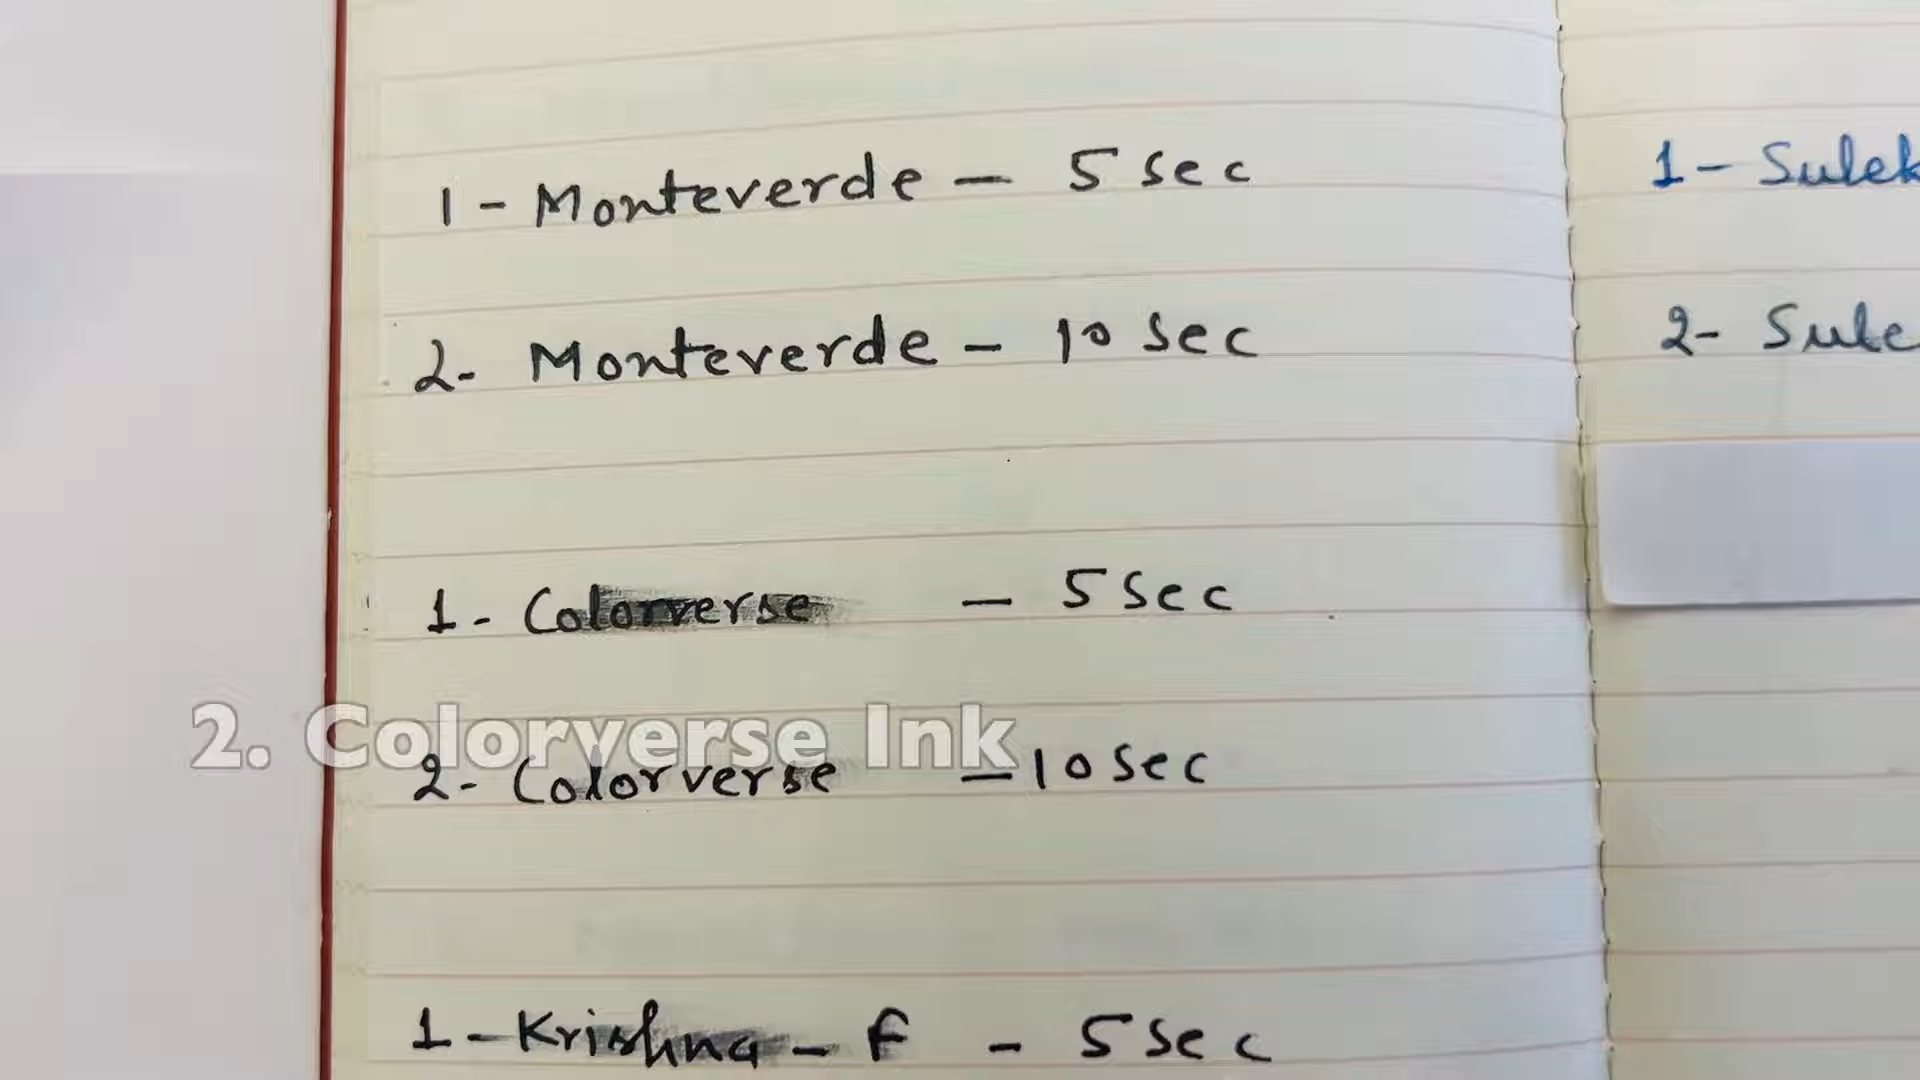 1 - Monteverde - 5 sec
2. Monteverde - 10 sec
1. Colorverse - 5 Sec
2. Colorverse Ink
2- Colorverse - 10 Sec
1 - Krishna - F - 5 Sec
1 - Sulek
2- Sule